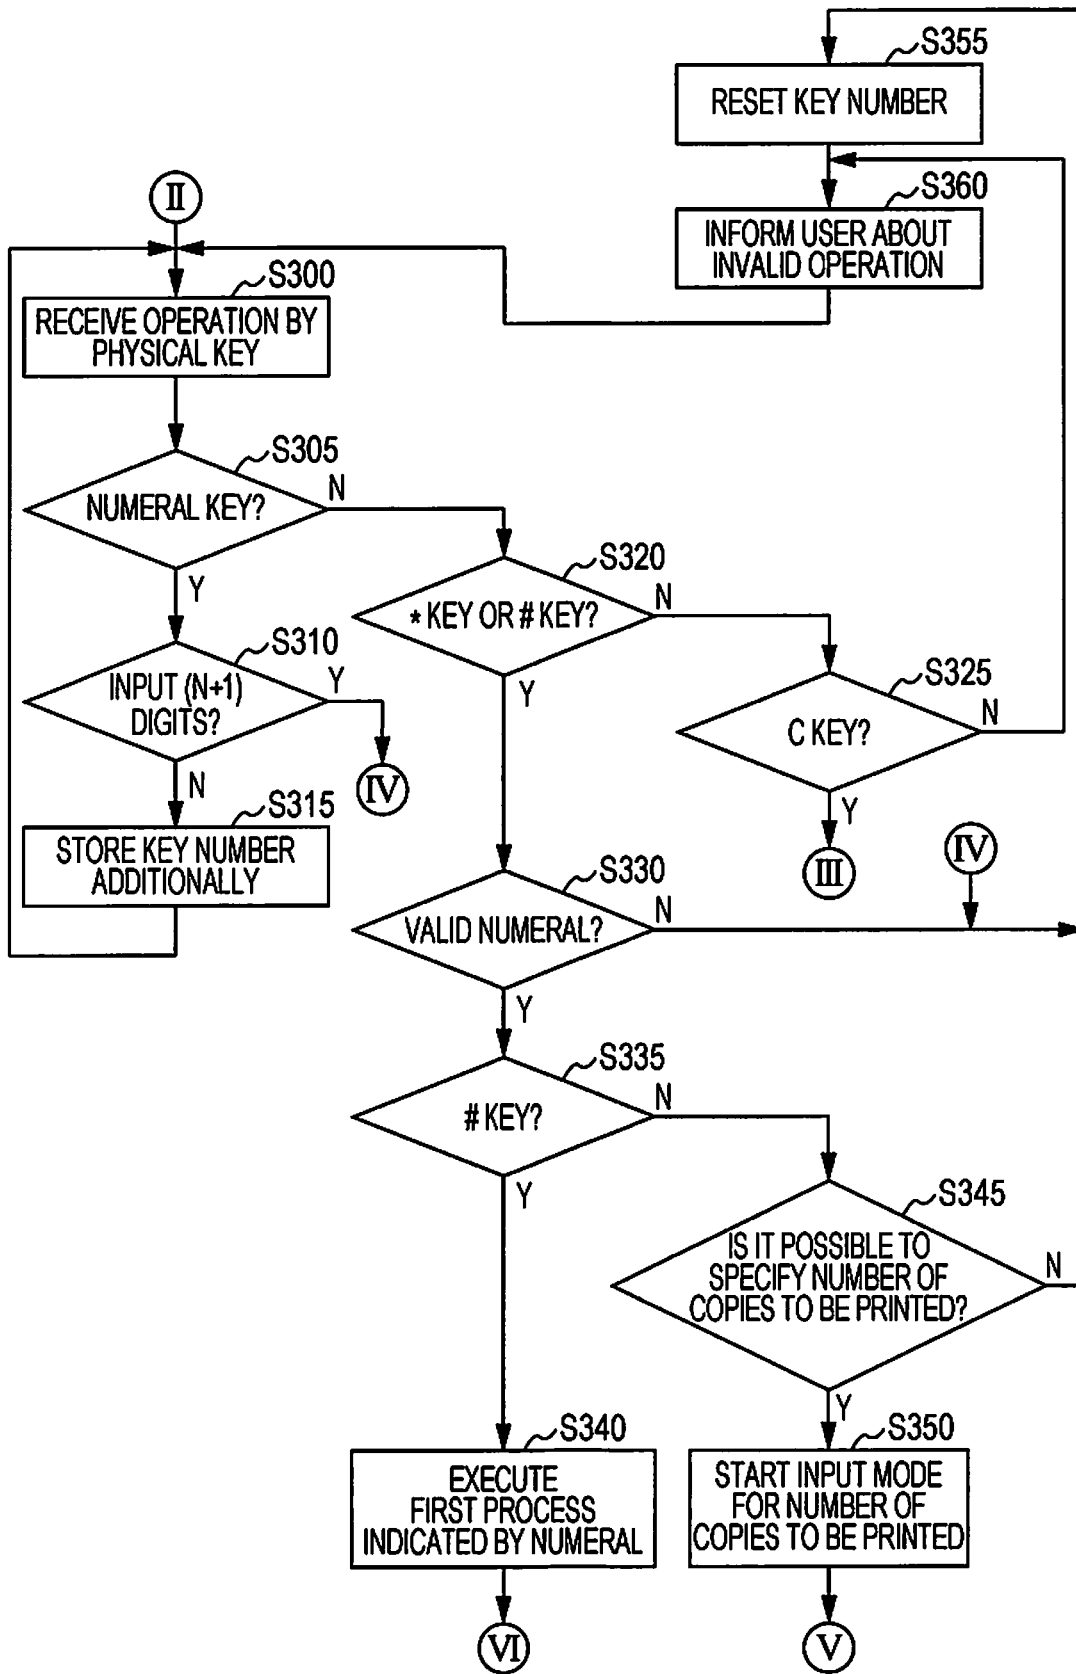 S355
RESET KEY NUMBER
S360
INFORM USER ABOUT
INVALID OPERATION
II
S300
RECEIVE OPERATION BY
PHYSICAL KEY
S305
NUMERAL KEY?
N
Y
S310
INPUT (N+1)
DIGITS?
Y
IV
N
S315
STORE KEY NUMBER
ADDITIONALLY
S320
* KEY OR # KEY?
N
Y
S325
C KEY?
N
Y
III
S330
VALID NUMERAL?
N
IV
Y
S335
# KEY?
N
Y
S345
IS IT POSSIBLE TO
SPECIFY NUMBER OF
COPIES TO BE PRINTED?
N
Y
S340
EXECUTE
FIRST PROCESS
INDICATED BY NUMERAL
VI
S350
START INPUT MODE
FOR NUMBER OF
COPIES TO BE PRINTED
V